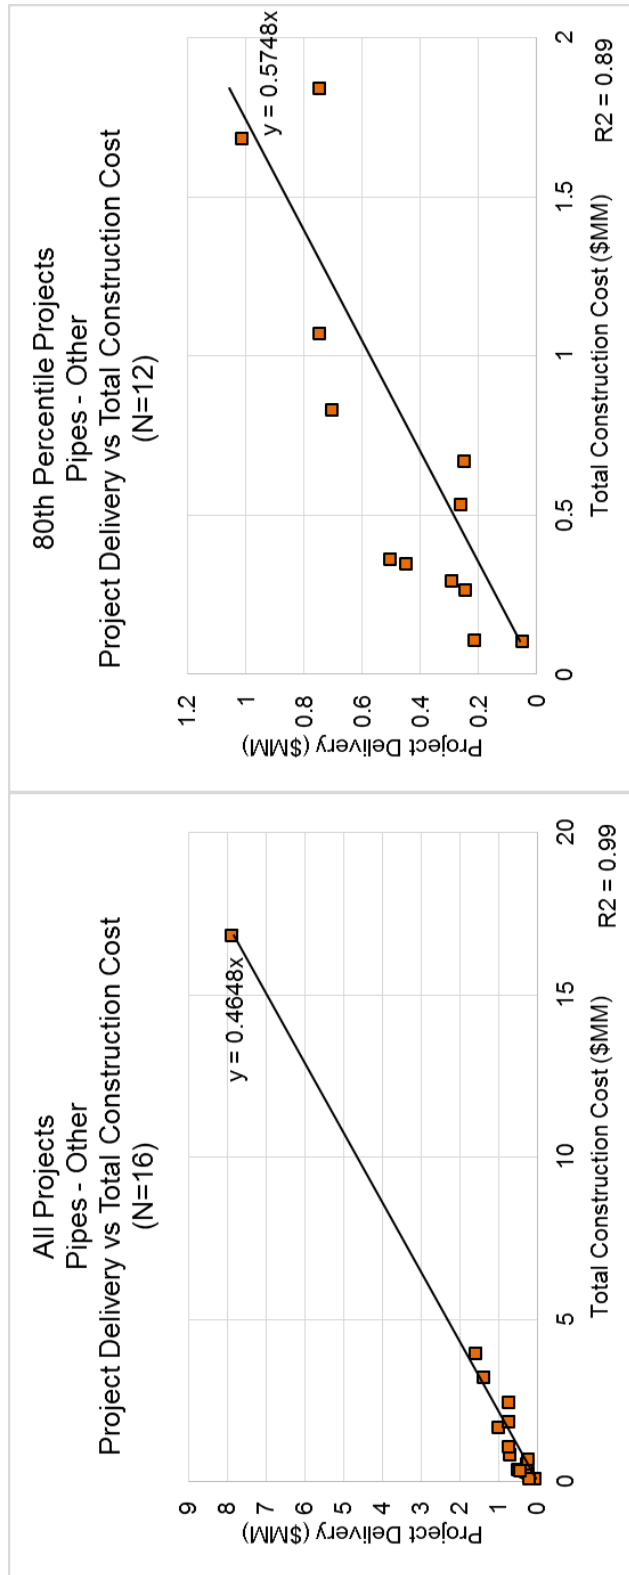 All Projects
Pipes - Other
Project Delivery vs Total Construction Cost
(N=16)
Project Delivery ($MM)
9
8
7
6
5
4
3
2
1
0
y = 0.4648x
0
5
10
15
20
Total Construction Cost ($MM)
R2 = 0.99
80th Percentile Projects
Pipes - Other
Project Delivery vs Total Construction Cost
(N=12)
Project Delivery ($MM)
1.2
1
0.8
0.6
0.4
0.2
0
y = 0.5748x
0
0.5
1
1.5
2
Total Construction Cost ($MM)
R2 = 0.89